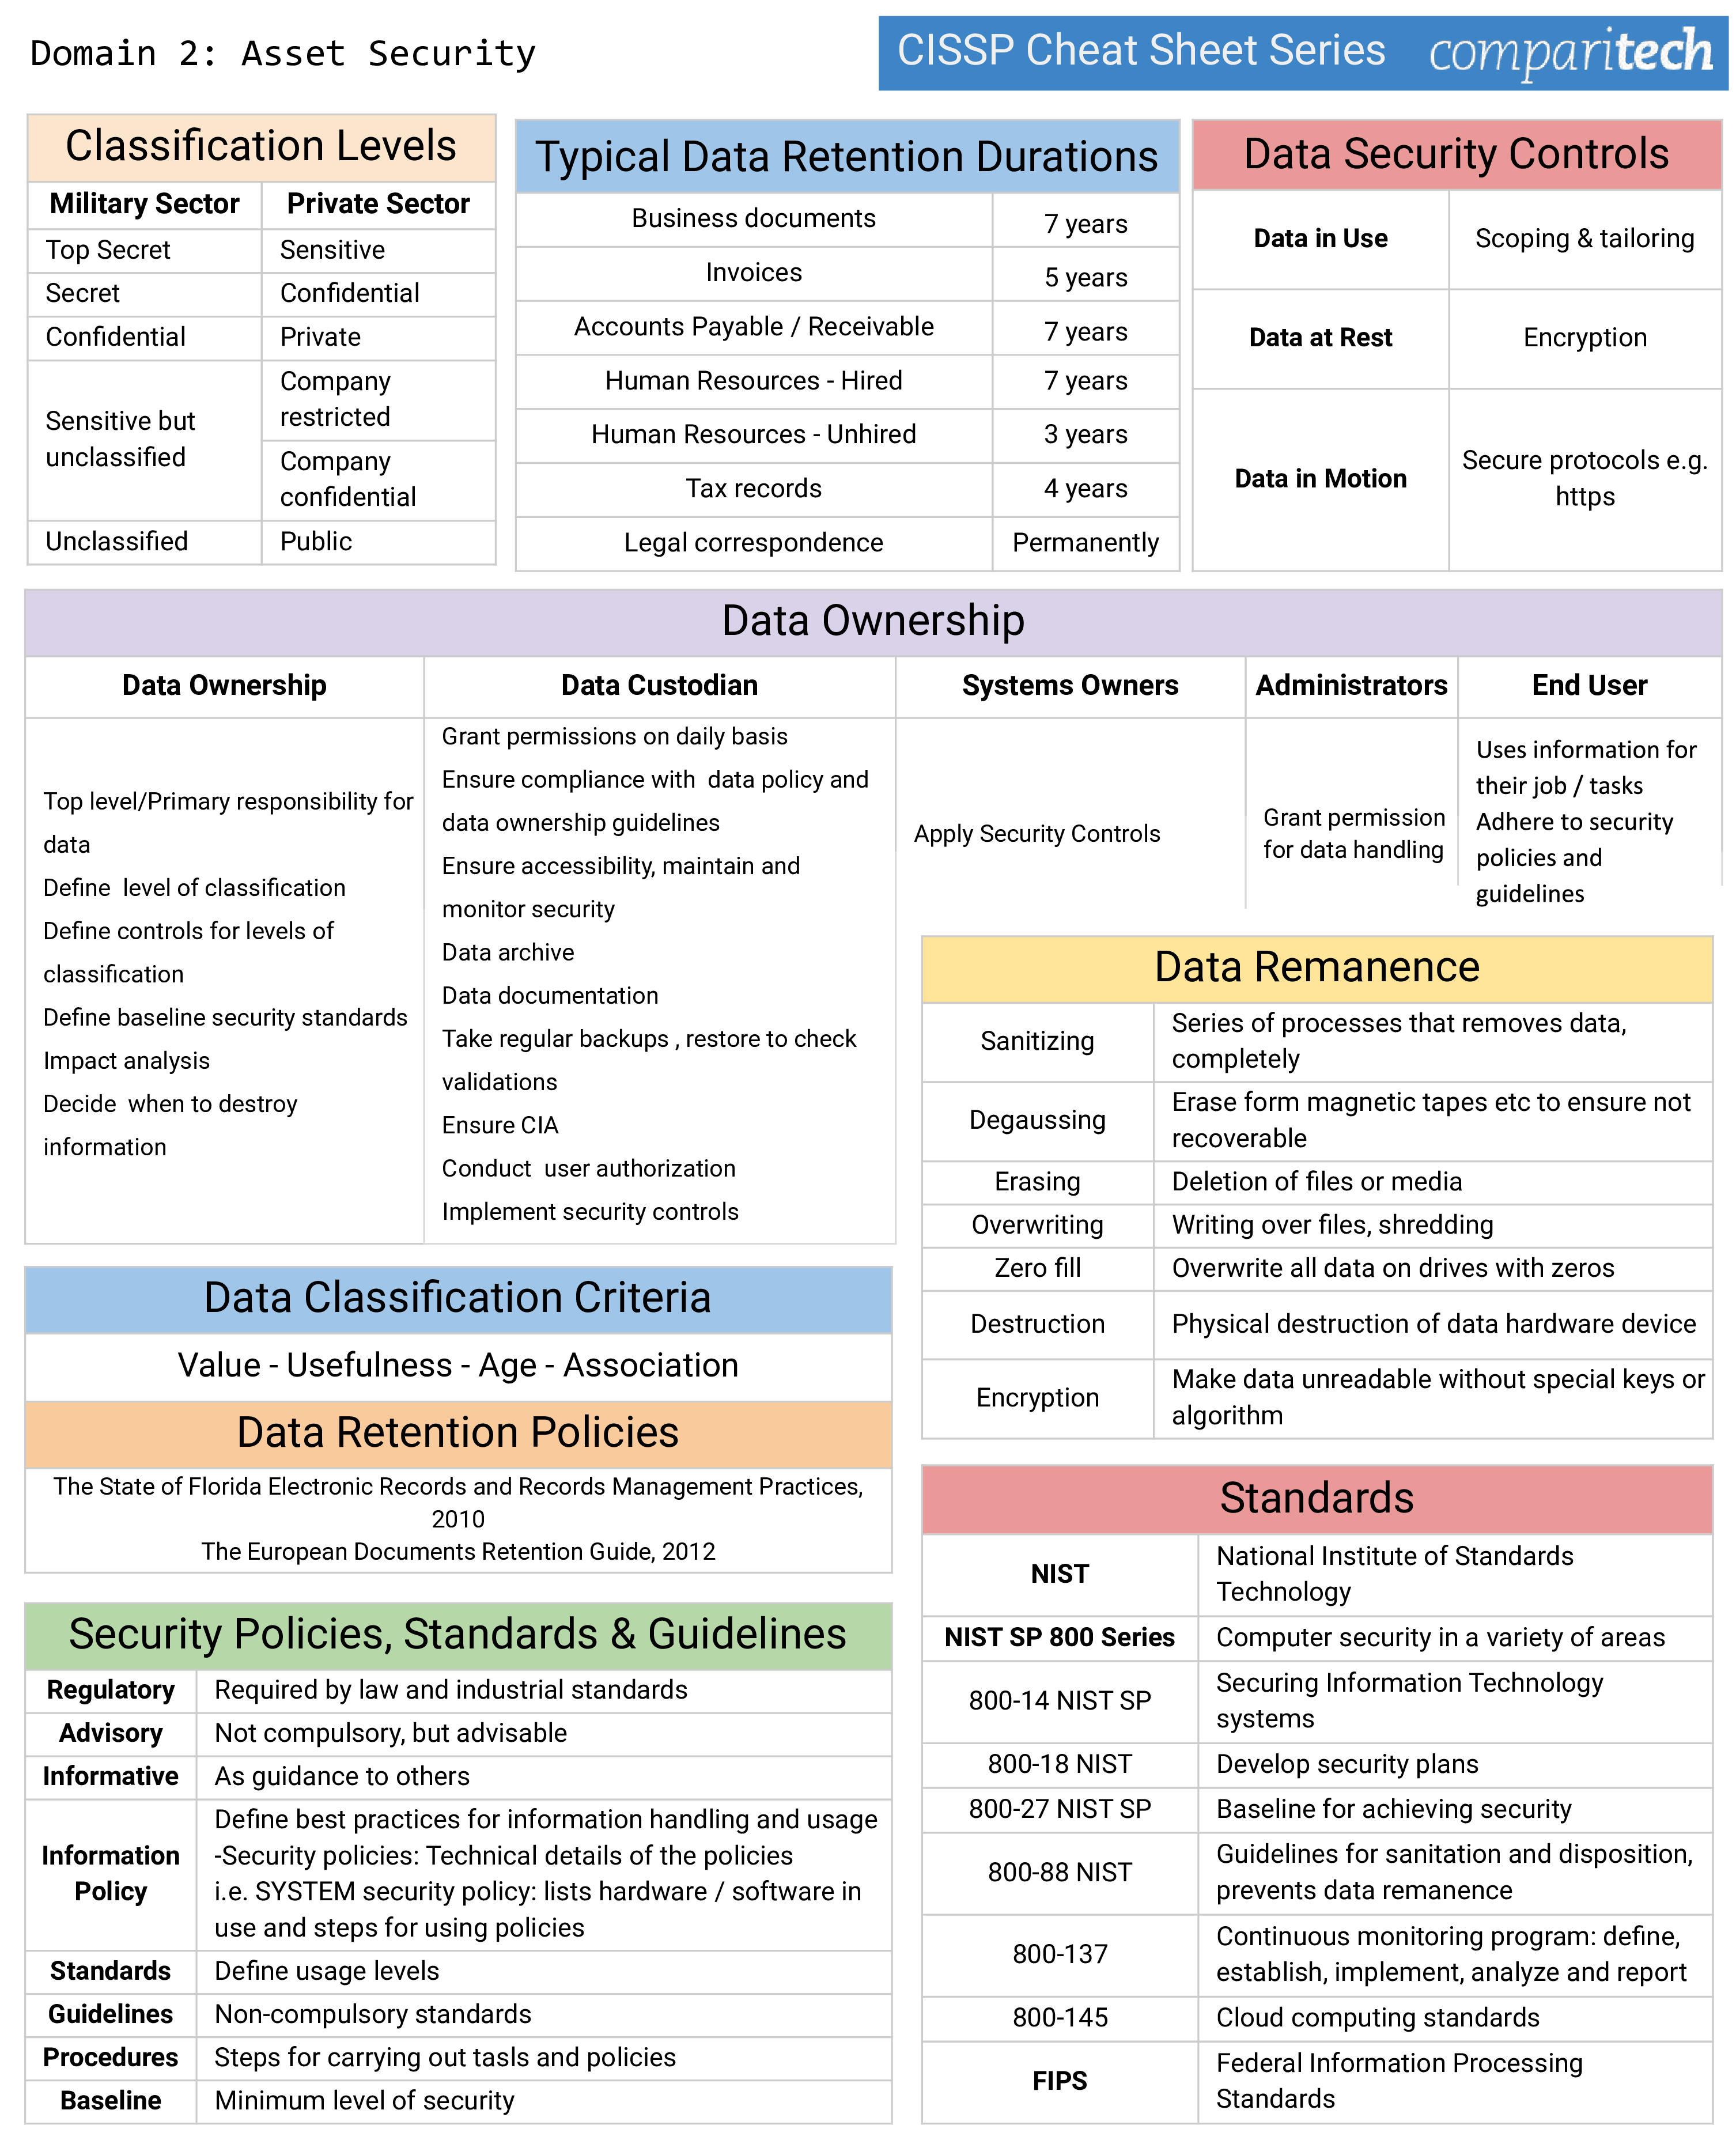 Domain 2: Asset Security
CISSP Cheat Sheet Series comparitech
Classification Levels
Military Sector Private Sector
Top Secret Sensitive
Secret Confidential
Confidential Private
Sensitive but
unclassified
Company
restricted
Company
confidential
Unclassified Public
Typical Data Retention Durations
Business documents 7 years
Invoices 5 years
Accounts Payable / Receivable 7 years
Human Resources - Hired 7 years
Human Resources - Unhired 3 years
Tax records 4 years
Legal correspondence Permanently
Data Security Controls
Data in Use Scoping & tailoring
Data at Rest Encryption
Data in Motion
Secure protocols e.g.
https
Data Ownership
Data Ownership Data Custodian Systems Owners Administrators End User
Top level/Primary responsibility for
data
Define level of classification
Define controls for levels of
classification
Define baseline security standards
Impact analysis
Decide when to destroy
information
Grant permissions on daily basis
Ensure compliance with data policy and
data ownership guidelines
Ensure accessibility, maintain and
monitor security
Data archive
Data documentation
Take regular backups , restore to check
validations
Ensure CIA
Conduct user authorization
Implement security controls
Apply Security Controls
Grant permission
for data handling
Uses information for
their job / tasks
Adhere to security
policies and
guidelines
Data Remanence
Sanitizing
Series of processes that removes data,
completely
Degaussing
Erase form magnetic tapes etc to ensure not
recoverable
Erasing Deletion of files or media
Overwriting Writing over files, shredding
Zero fill Overwrite all data on drives with zeros
Destruction Physical destruction of data hardware device
Encryption
Make data unreadable without special keys or
algorithm
Data Classification Criteria
Value - Usefulness - Age - Association
Data Retention Policies
The State of Florida Electronic Records and Records Management Practices,
2010
The European Documents Retention Guide, 2012
Security Policies, Standards & Guidelines
Regulatory Required by law and industrial standards
Advisory Not compulsory, but advisable
Informative As guidance to others
Information
Policy
Define best practices for information handling and usage
-Security policies: Technical details of the policies
i.e. SYSTEM security policy: lists hardware / software in
use and steps for using policies
Standards Define usage levels
Guidelines Non-compulsory standards
Procedures Steps for carrying out tasls and policies
Baseline Minimum level of security
Standards
NIST
National Institute of Standards
Technology
NIST SP 800 Series Computer security in a variety of areas
800-14 NIST SP
Securing Information Technology
systems
800-18 NIST Develop security plans
800-27 NIST SP Baseline for achieving security
800-88 NIST
Guidelines for sanitation and disposition,
prevents data remanence
800-137
Continuous monitoring program: define,
establish, implement, analyze and report
800-145 Cloud computing standards
FIPS
Federal Information Processing
Standards